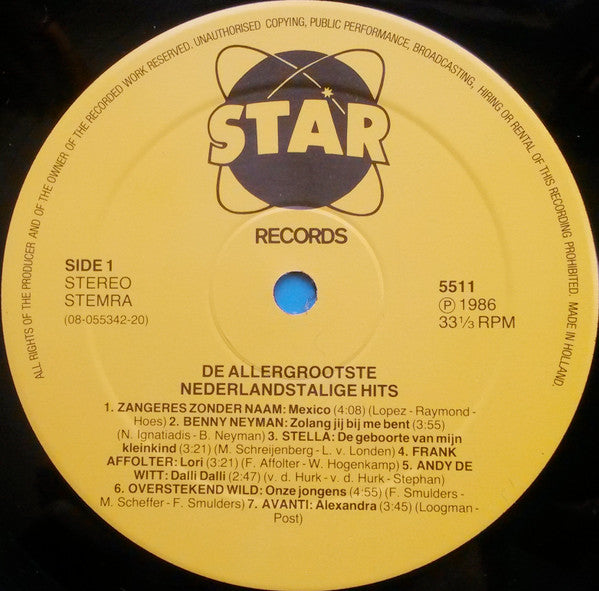 ALL RIGHTS OF THE PRODUCER AND OF THE OWNER OF THE RECORDED WORK RESERVED. UNAUTHORISED COPYING, PUBLIC PERFORMANCE, BROADCASTING, HIRING OR RENTAL OF THIS RECORDING PROHIBITED. MADE IN HOLLAND.
STAR
RECORDS
SIDE 1
STEREO
STEMRA
(08-055342-20)
5511
Ⓟ 1986
33⅓ RPM
DE ALLERGROOTSTE
NEDERLANDSTALIGE HITS
1. ZANGERES ZONDER NAAM: Mexico (4:08) (Lopez - Raymond -
Hoes) 2. BENNY NEYMAN: Zolang jij bij me bent (3:55)
(N. Ignatiadis - B. Neyman) 3. STELLA: De geboorte van mijn
kleinkind (3:21) (M. Schreijenberg - L. v. Londen) 4. FRANK
AFFOLTER: Lori (3:21) (F. Affolter - W. Hogenkamp) 5. ANDY DE
WITT: Dalli Dalli (2:47) (v. d. Hurk - v. d. Hurk - Stephan)
6. OVERSTEKEND WILD: Onze jongens (4:55) (F. Smulders -
M. Scheffer - F. Smulders) 7. AVANTI: Alexandra (3:45) (Loogman -
Post)